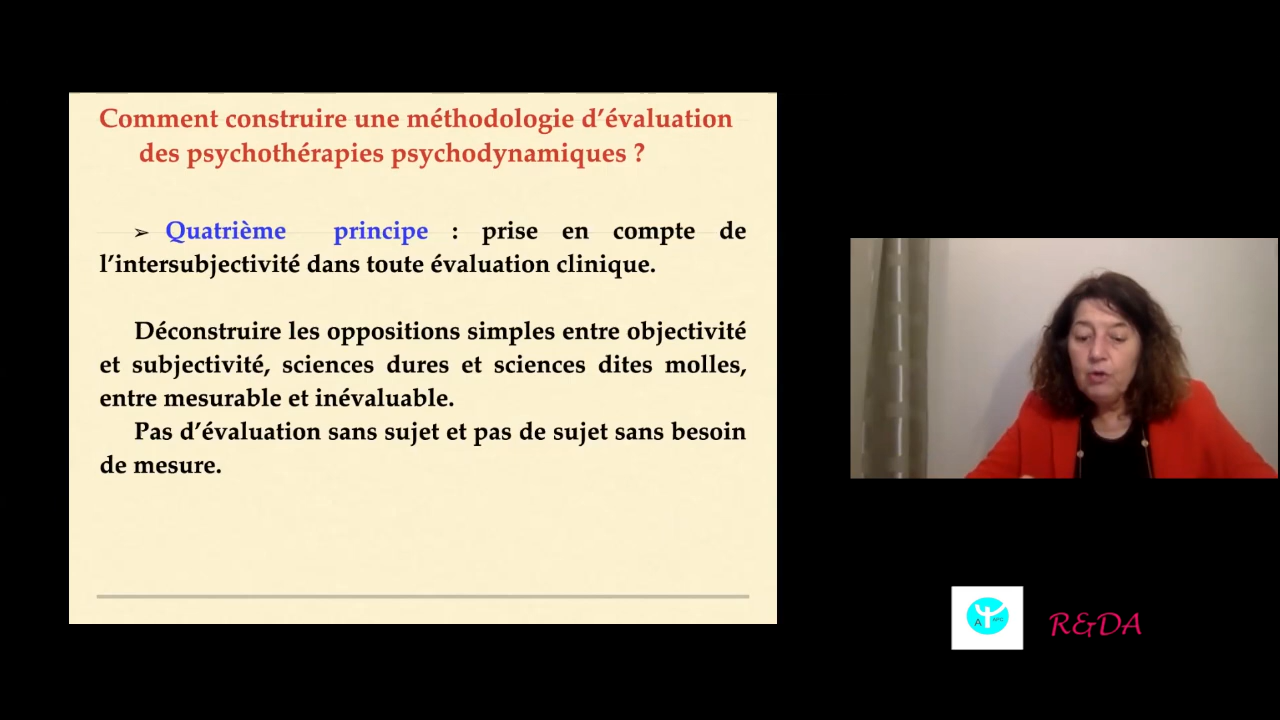 Comment construire une méthodologie d’évaluation
des psychothérapies psychodynamiques ?
➢ Quatrième principe : prise en compte de
l’intersubjectivité dans toute évaluation clinique.
Déconstruire les oppositions simples entre objectivité
et subjectivité, sciences dures et sciences dites molles,
entre mesurable et inévaluable.
Pas d’évaluation sans sujet et pas de sujet sans besoin
de mesure.
R&DA